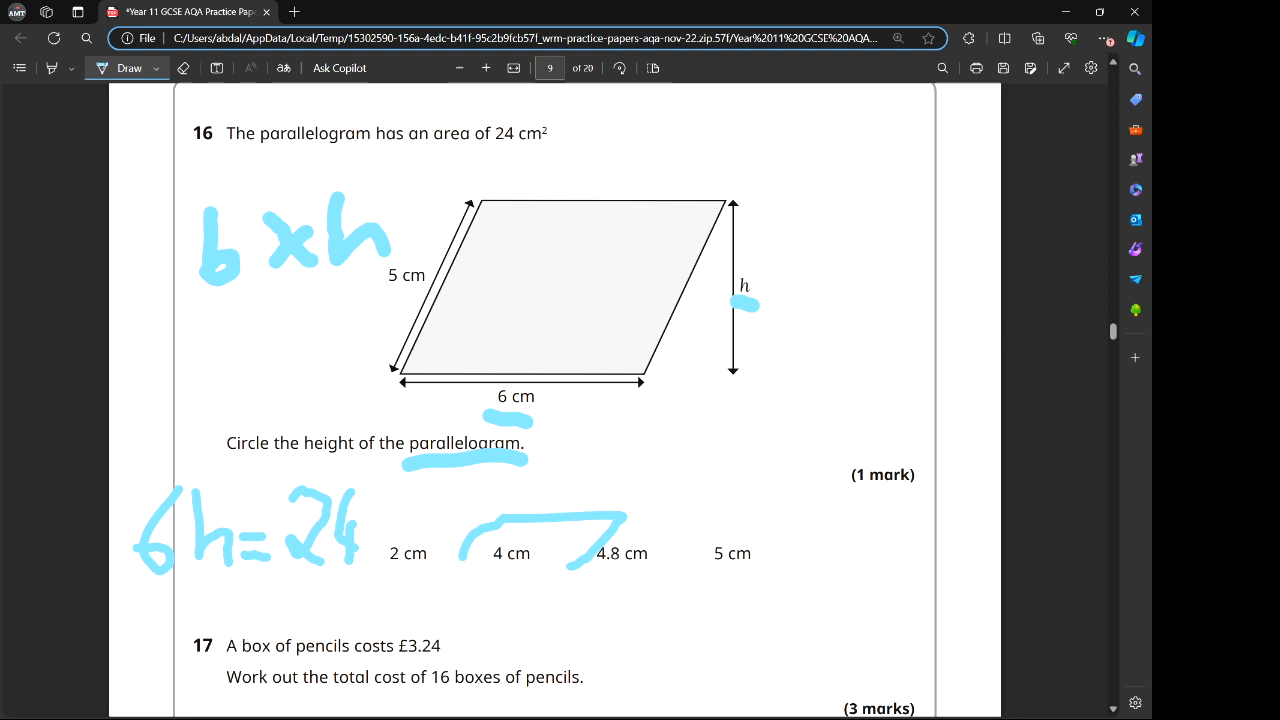 AMT
*Year 11 GCSE AQA Practice Pape
File
C:/Users/abdal/AppData/Local/Temp/15302590-156a-4edc-b41f-95c2b9fcb57f_wrm-practice-papers-aqa-nov-22.zip.57f/Year%2011%20GCSE%20AQA...
Draw
aあ
Ask Copilot
9 of 20
16 The parallelogram has an area of 24 cm²
b x h
5 cm
h
6 cm
Circle the height of the parallelogram.
(1 mark)
6h = 24
2 cm 4 cm 4.8 cm 5 cm
17 A box of pencils costs £3.24
Work out the total cost of 16 boxes of pencils.
(3 marks)